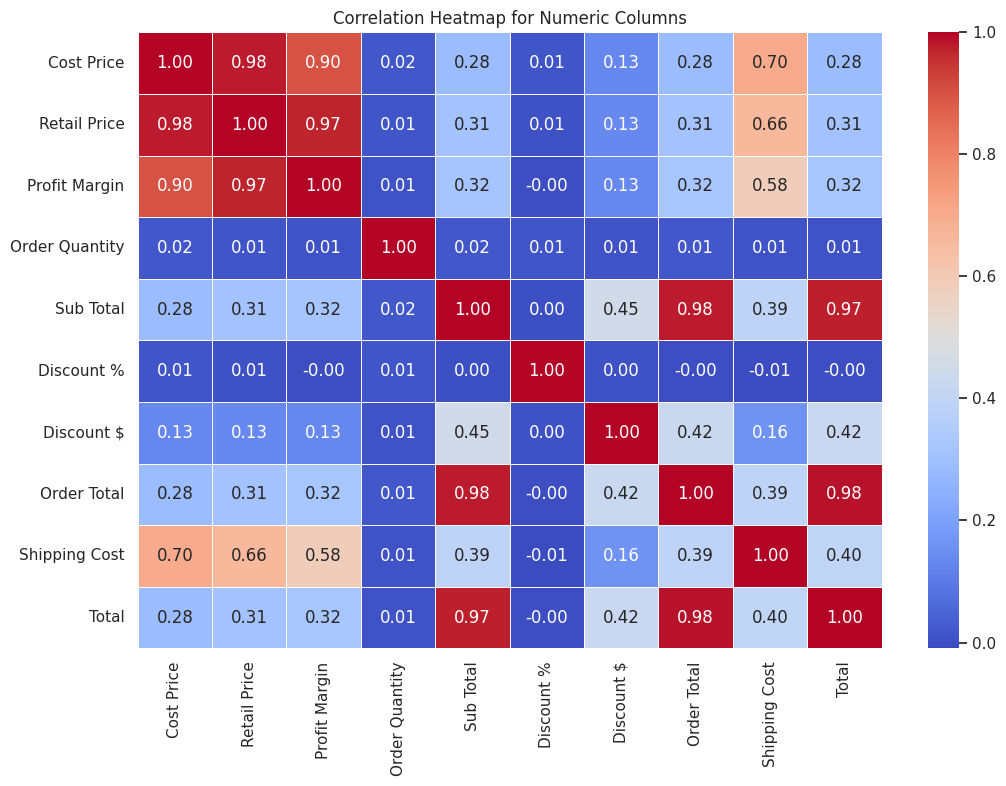 Correlation Heatmap for Numeric Columns
Cost Price 1.00 0.98 0.90 0.02 0.28 0.01 0.13 0.28 0.70 0.28
Retail Price 0.98 1.00 0.97 0.01 0.31 0.01 0.13 0.31 0.66 0.31
Profit Margin 0.90 0.97 1.00 0.01 0.32 -0.00 0.13 0.32 0.58 0.32
Order Quantity 0.02 0.01 0.01 1.00 0.02 0.01 0.01 0.01 0.01 0.01
Sub Total 0.28 0.31 0.32 0.02 1.00 0.00 0.45 0.98 0.39 0.97
Discount % 0.01 0.01 -0.00 0.01 0.00 1.00 0.00 -0.00 -0.01 -0.00
Discount $ 0.13 0.13 0.13 0.01 0.45 0.00 1.00 0.42 0.16 0.42
Order Total 0.28 0.31 0.32 0.01 0.98 -0.00 0.42 1.00 0.39 0.98
Shipping Cost 0.70 0.66 0.58 0.01 0.39 -0.01 0.16 0.39 1.00 0.40
Total 0.28 0.31 0.32 0.01 0.97 -0.00 0.42 0.98 0.40 1.00
Cost Price
Retail Price
Profit Margin
Order Quantity
Sub Total
Discount %
Discount $
Order Total
Shipping Cost
Total
1.0
0.8
0.6
0.4
0.2
0.0